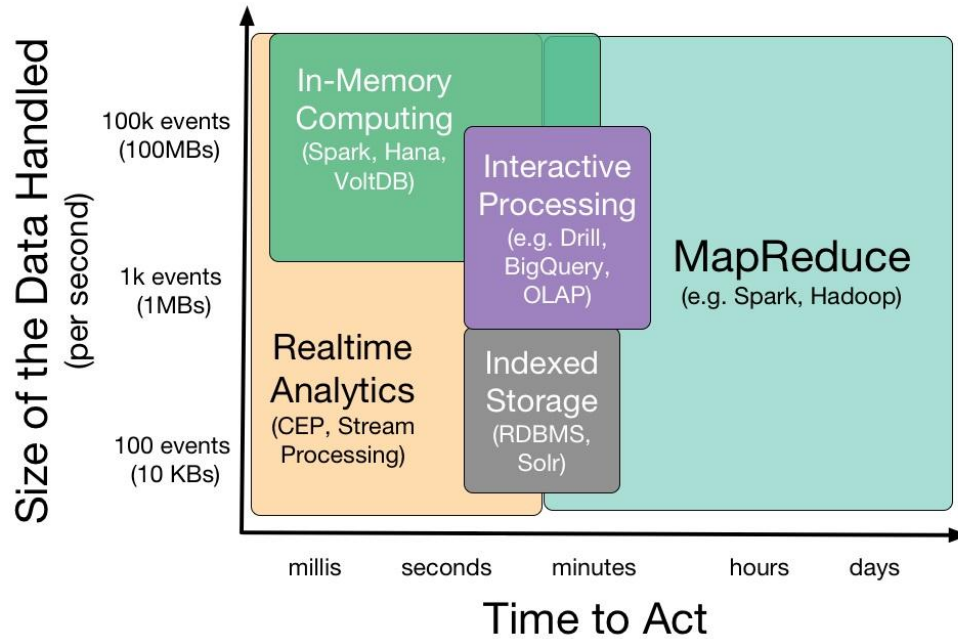 Size of the Data Handled
(per second)
100k events
(100MBs)
1k events
(1MBs)
100 events
(10 KBs)
In-Memory
Computing
(Spark, Hana,
VoltDB)
Interactive
Processing
(e.g. Drill,
BigQuery,
OLAP)
MapReduce
(e.g. Spark, Hadoop)
Realtime
Analytics
(CEP, Stream
Processing)
Indexed
Storage
(RDBMS,
Solr)
millis
seconds
minutes
hours
days
Time to Act